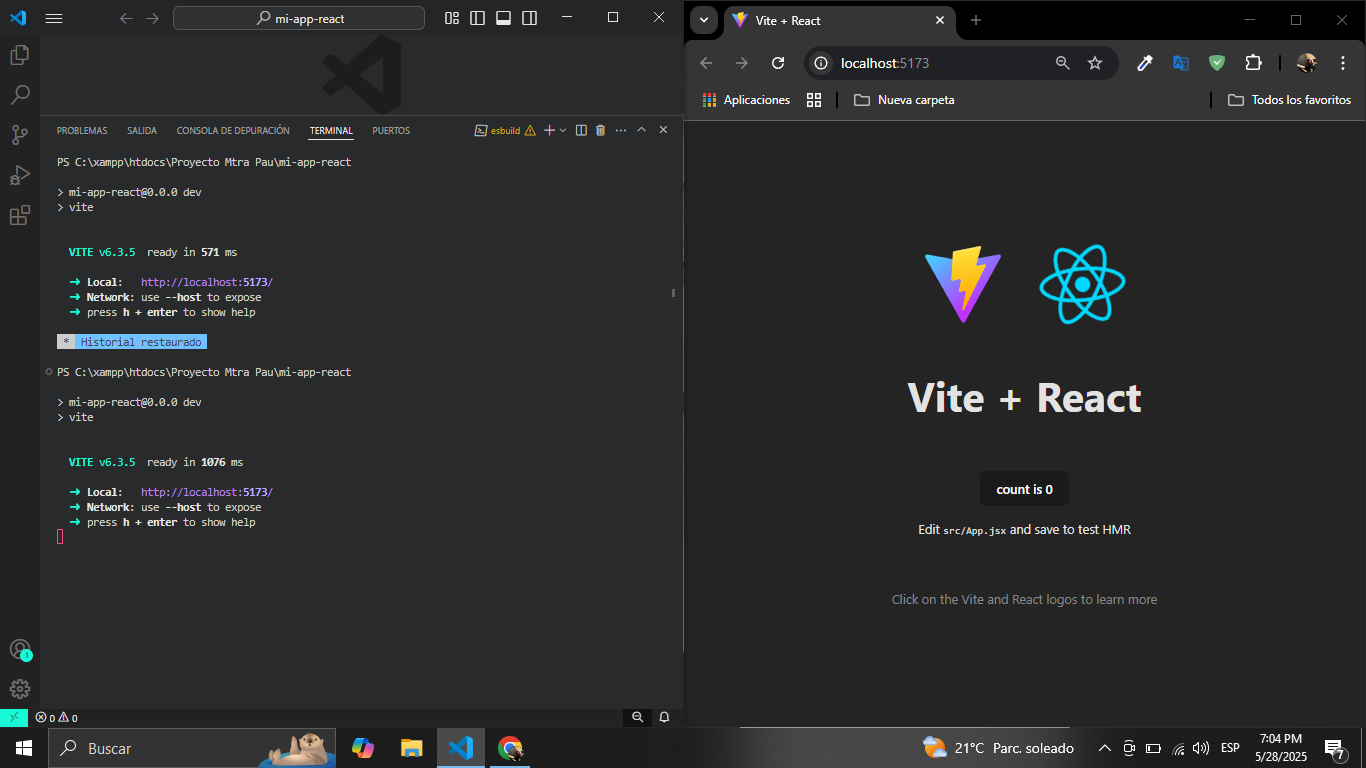 mi-app-react
PROBLEMAS SALIDA CONSOLA DE DEPURACIÓN TERMINAL PUERTOS esbuild
PS C:\xampp\htdocs\Proyecto Mtra Pau\mi-app-react
> mi-app-react@0.0.0 dev
> vite
VITE v6.3.5 ready in 571 ms
➜ Local: http://localhost:5173/
➜ Network: use --host to expose
➜ press h + enter to show help
* Historial restaurado
PS C:\xampp\htdocs\Proyecto Mtra Pau\mi-app-react
> mi-app-react@0.0.0 dev
> vite
VITE v6.3.5 ready in 1076 ms
➜ Local: http://localhost:5173/
➜ Network: use --host to expose
➜ press h + enter to show help
1
0 0
Vite + React
localhost:5173
Aplicaciones Nueva carpeta Todos los favoritos
Vite + React
count is 0
Edit src/App.jsx and save to test HMR
Click on the Vite and React logos to learn more
Buscar
21°C Parc. soleado
ESP
7:04 PM
5/28/2025
7